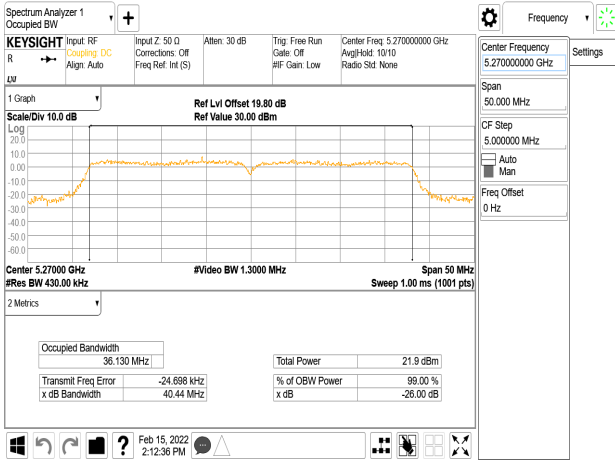 Spectrum Analyzer 1
Occupied BW
Frequency
KEYSIGHT
R
LXI
Input: RF
Coupling: DC
Align: Auto
Input Z: 50 Ω
Corrections: Off
Freq Ref: Int (S)
Atten: 30 dB
Trig: Free Run
Gate: Off
#IF Gain: Low
Center Freq: 5.270000000 GHz
Avg|Hold: 10/10
Radio Std: None
Center Frequency
5.270000000 GHz
Settings
Span
50.000 MHz
CF Step
5.000000 MHz
Auto
Man
Freq Offset
0 Hz
1 Graph
Scale/Div 10.0 dB
Ref Lvl Offset 19.80 dB
Ref Value 30.00 dBm
Log
20.0
10.0
0.00
-10.0
-20.0
-30.0
-40.0
-50.0
-60.0
Center 5.27000 GHz
#Video BW 1.3000 MHz
Span 50 MHz
#Res BW 430.00 kHz
Sweep 1.00 ms (1001 pts)
2 Metrics
Occupied Bandwidth
36.130 MHz
Total Power 21.9 dBm
Transmit Freq Error -24.698 kHz
% of OBW Power 99.00 %
x dB Bandwidth 40.44 MHz
x dB -26.00 dB
?
Feb 15, 2022
2:12:36 PM